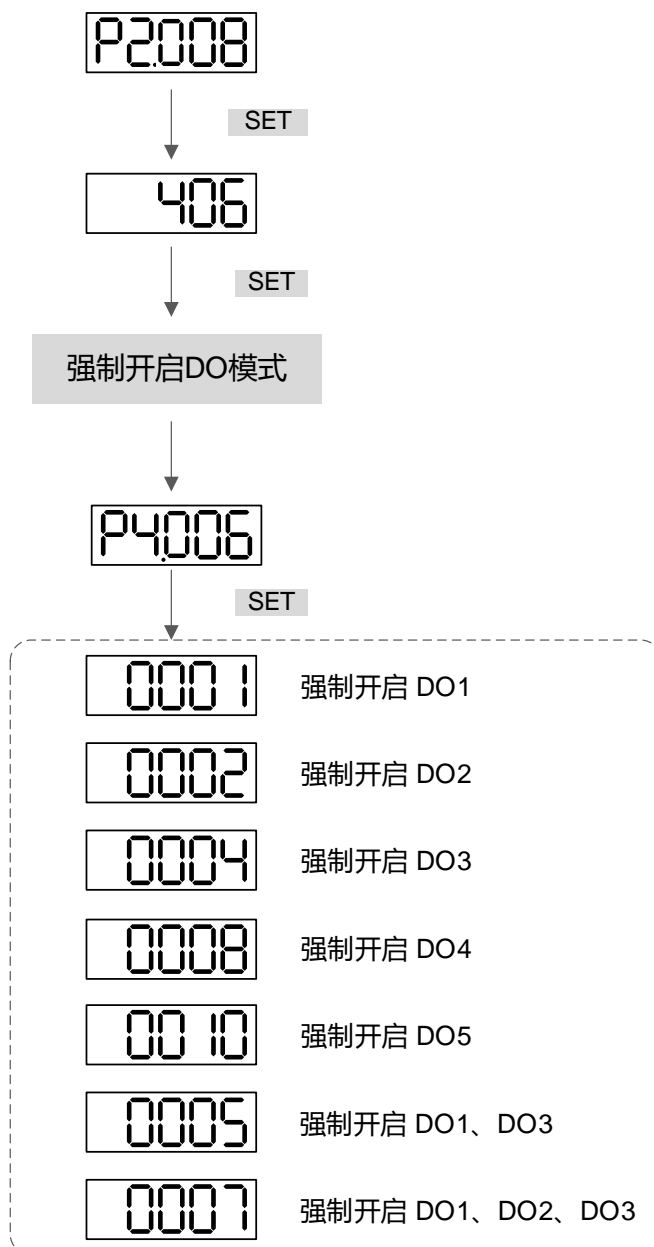 P2.008
SET
406
SET
强制开启DO模式
P4.006
SET
0001 强制开启 DO1
0002 强制开启 DO2
0004 强制开启 DO3
0008 强制开启 DO4
0010 强制开启 DO5
0005 强制开启 DO1、DO3
0007 强制开启 DO1、DO2、DO3